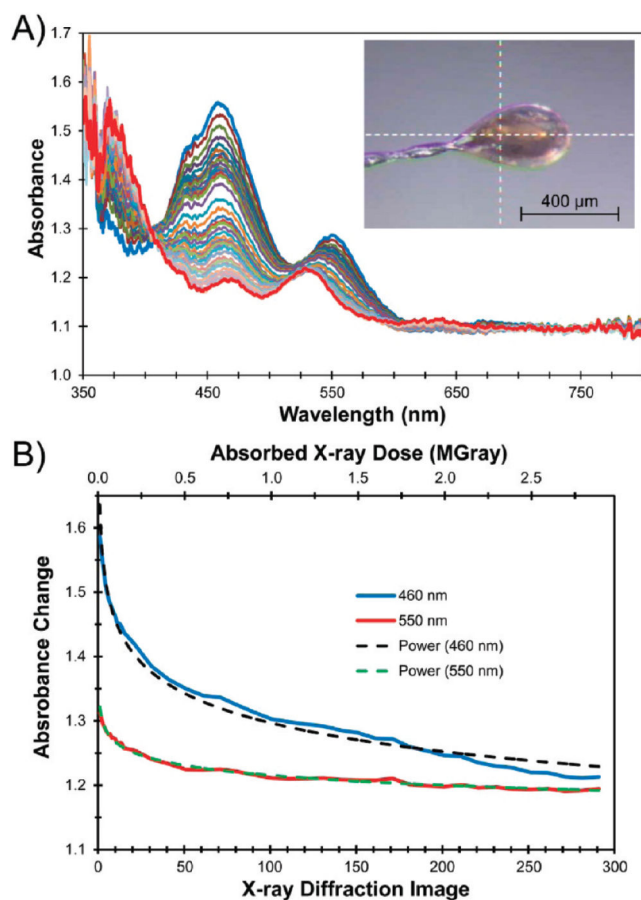 A)
1.7
1.6
1.5
1.4
1.3
1.2
1.1
1.0
Absorbance
400 µm
350 450 550 650 750
Wavelength (nm)
B)
Absorbed X-ray Dose (MGray)
0.0 0.5 1.0 1.5 2.0 2.5
1.6
1.5
1.4
1.3
1.2
1.1
Absrobance Change
460 nm
550 nm
Power (460 nm)
Power (550 nm)
0 50 100 150 200 250 300
X-ray Diffraction Image